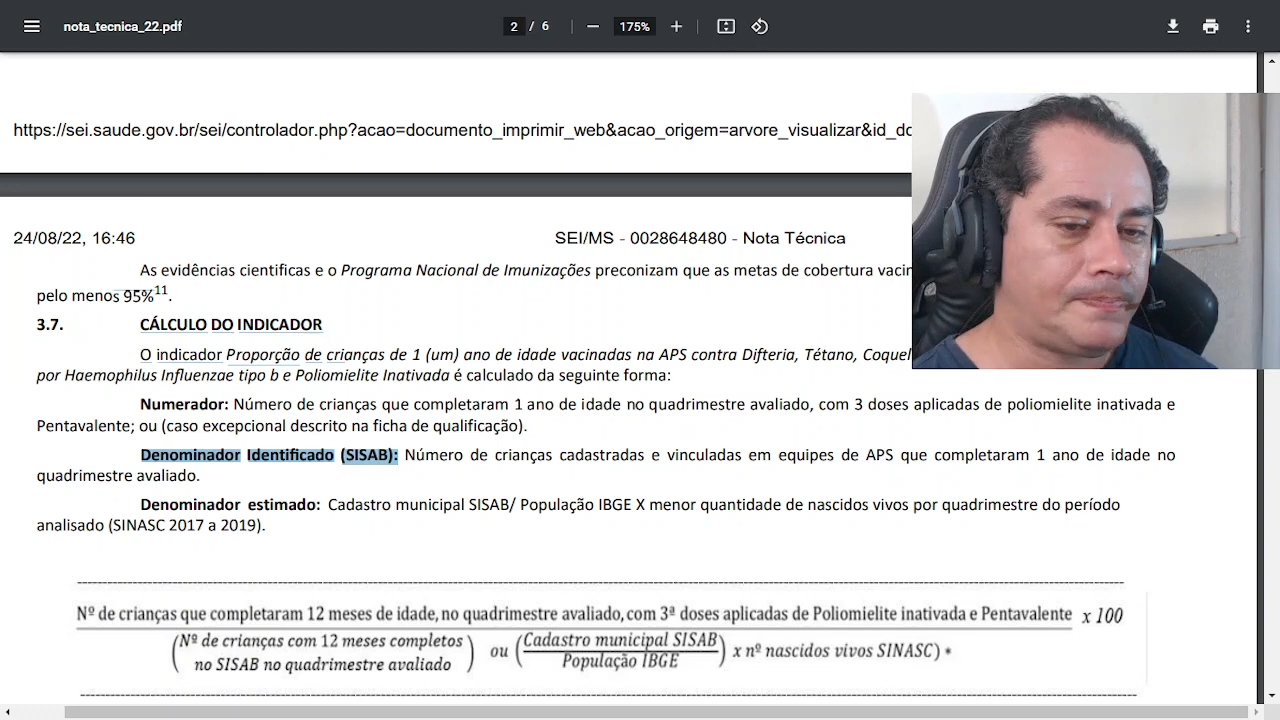 nota_tecnica_22.pdf
2 / 6
175%
https://sei.saude.gov.br/sei/controlador.php?acao=documento_imprimir_web&acao_origem=arvore_visualizar&id_do
24/08/22, 16:46
SEI/MS - 0028648480 - Nota Técnica
As evidências cientificas e o Programa Nacional de Imunizações preconizam que as metas de cobertura vacin
pelo menos 95%11.
3.7. CÁLCULO DO INDICADOR
O indicador Proporção de crianças de 1 (um) ano de idade vacinadas na APS contra Difteria, Tétano, Coquel
por Haemophilus Influenzae tipo b e Poliomielite Inativada é calculado da seguinte forma:
Numerador: Número de crianças que completaram 1 ano de idade no quadrimestre avaliado, com 3 doses aplicadas de poliomielite inativada e
Pentavalente; ou (caso excepcional descrito na ficha de qualificação).
Denominador Identificado (SISAB): Número de crianças cadastradas e vinculadas em equipes de APS que completaram 1 ano de idade no
quadrimestre avaliado.
Denominador estimado: Cadastro municipal SISAB/ População IBGE X menor quantidade de nascidos vivos por quadrimestre do período
analisado (SINASC 2017 a 2019).
Nº de crianças que completaram 12 meses de idade, no quadrimestre avaliado, com 3ª doses aplicadas de Poliomielite inativada e Pentavalente x 100
(Nº de crianças com 12 meses completos
no SISAB no quadrimestre avaliado) ou (Cadastro municipal SISAB
População IBGE) x nº nascidos vivos SINASC) *